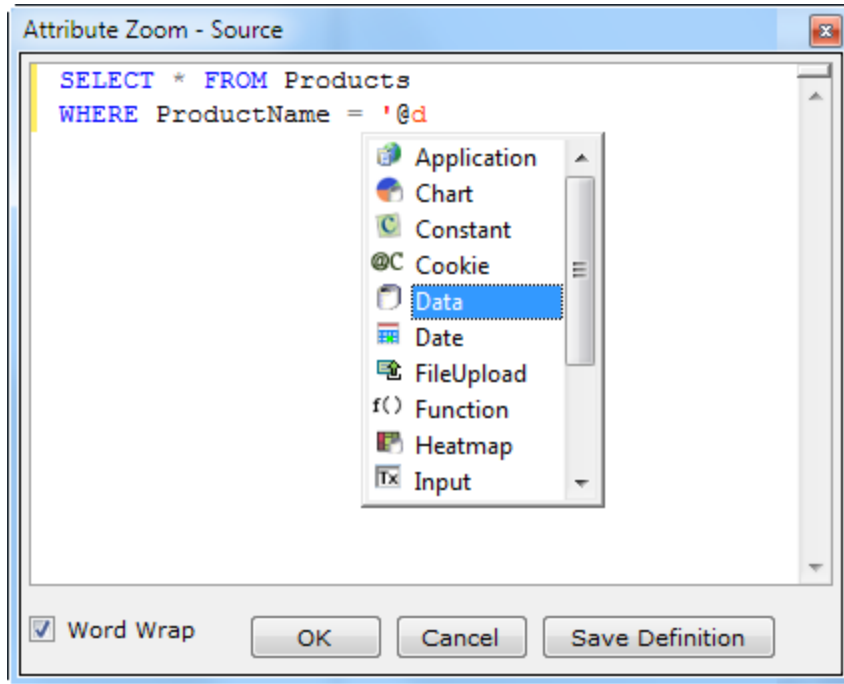 Attribute Zoom - Source
SELECT * FROM Products
WHERE ProductName = '@d
Application
Chart
C Constant
@C Cookie
Data
Date
FileUpload
f() Function
Heatmap
Tx Input
Word Wrap OK Cancel Save Definition